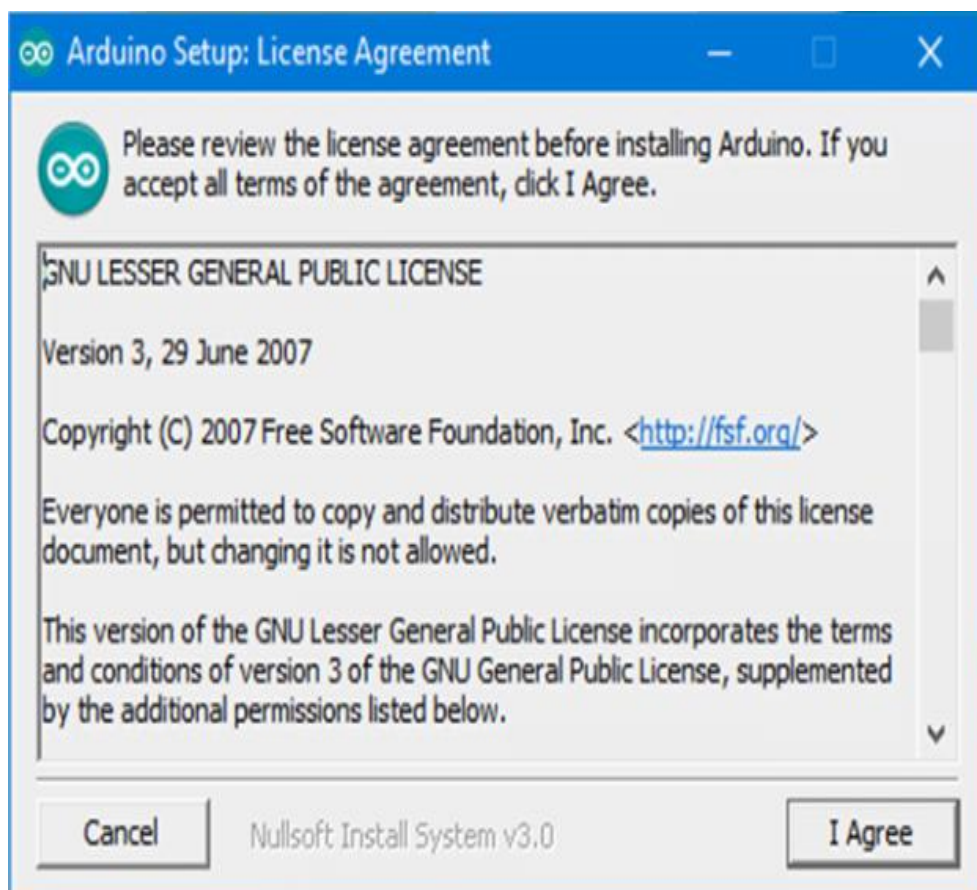 Arduino Setup: License Agreement
Please review the license agreement before installing Arduino. If you
accept all terms of the agreement, click I Agree.
GNU LESSER GENERAL PUBLIC LICENSE
Version 3, 29 June 2007
Copyright (C) 2007 Free Software Foundation, Inc. <http://fsf.org/>
Everyone is permitted to copy and distribute verbatim copies of this license
document, but changing it is not allowed.
This version of the GNU Lesser General Public License incorporates the terms
and conditions of version 3 of the GNU General Public License, supplemented
by the additional permissions listed below.
Cancel
Nullsoft Install System v3.0
I Agree